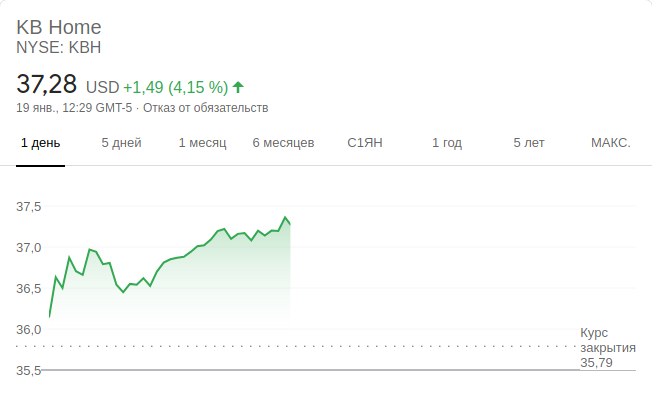 KB Home
NYSE: KBH
37,28 USD +1,49 (4,15 %)
19 янв., 12:29 GMT-5 · Отказ от обязательств
1 день 5 дней 1 месяц 6 месяцев С1ЯН 1 год 5 лет МАКС.
37,5
37,0
36,5
36,0
Курс
закрытия
35,79
35,5